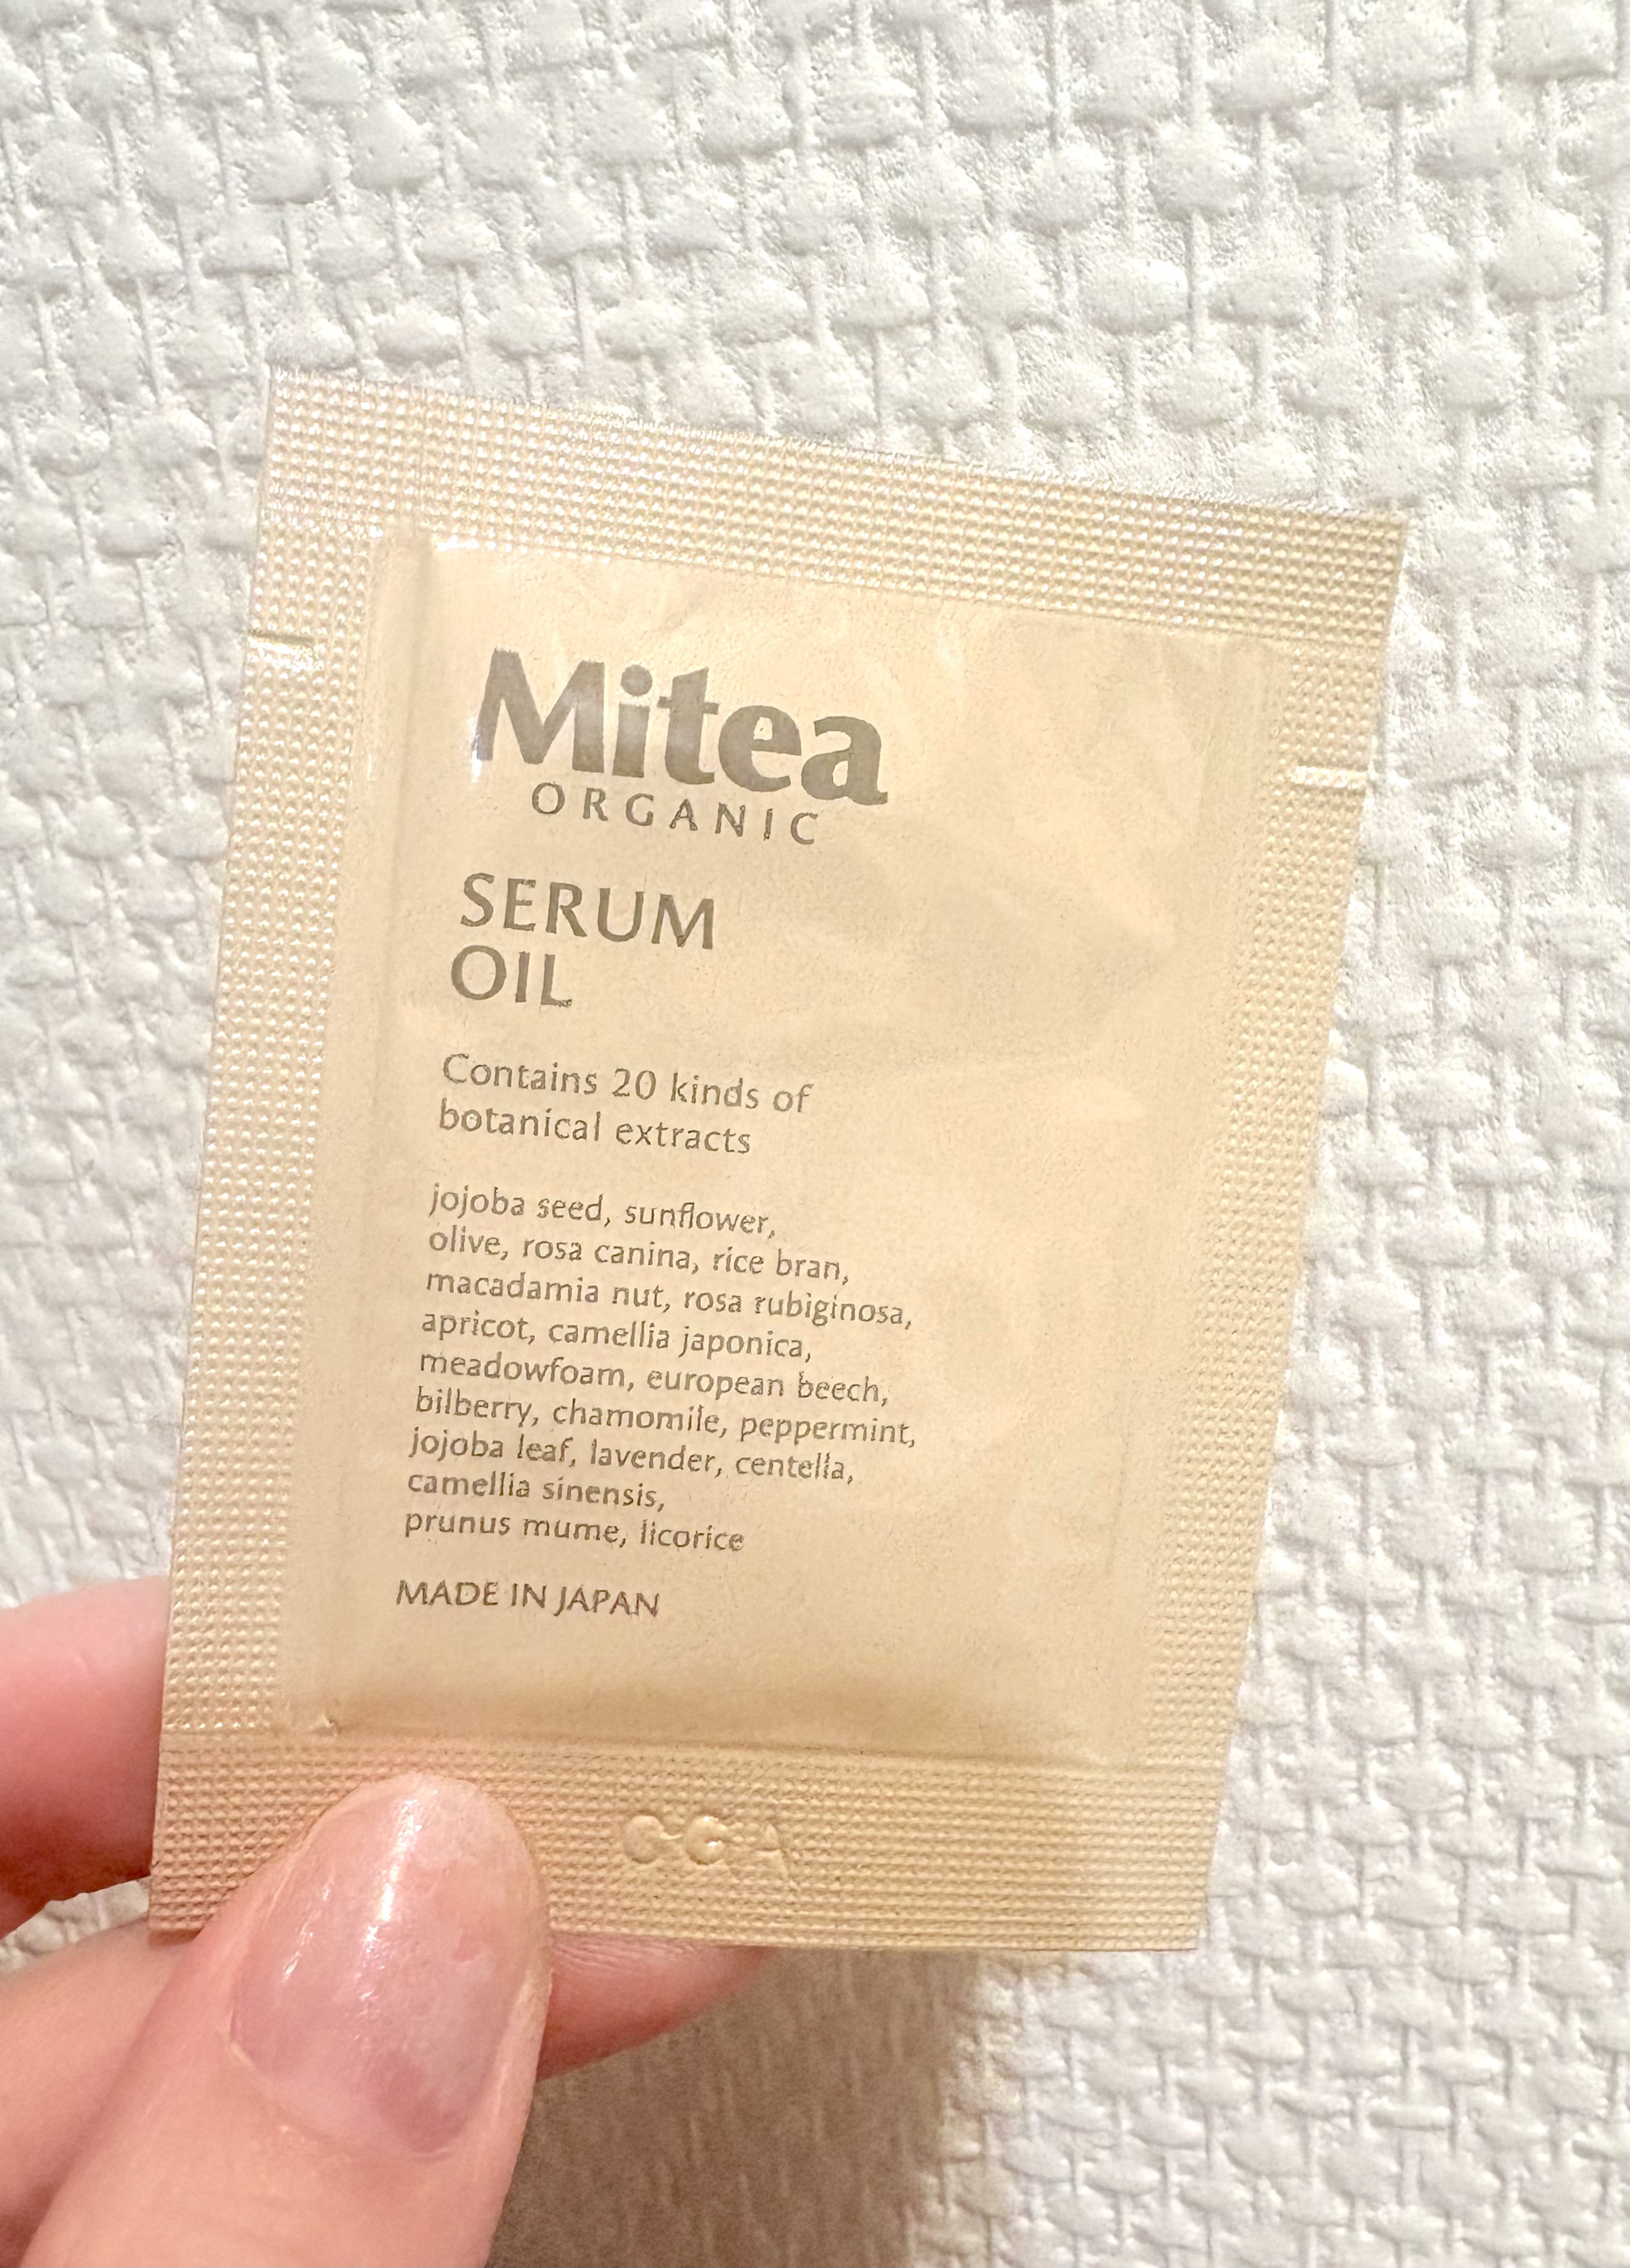 Mitea
ORGANIC
SERUM
OIL
Contains 20 kinds of
botanical extracts
jojoba seed, sunflower,
olive, rosa canina, rice bran,
macadamia nut, rosa rubiginosa,
apricot, camellia japonica,
meadowfoam, european beech,
bilberry, chamomile, peppermint,
jojoba leaf, lavender, centella,
camellia sinensis,
prunus mume, licorice
MADE IN JAPAN